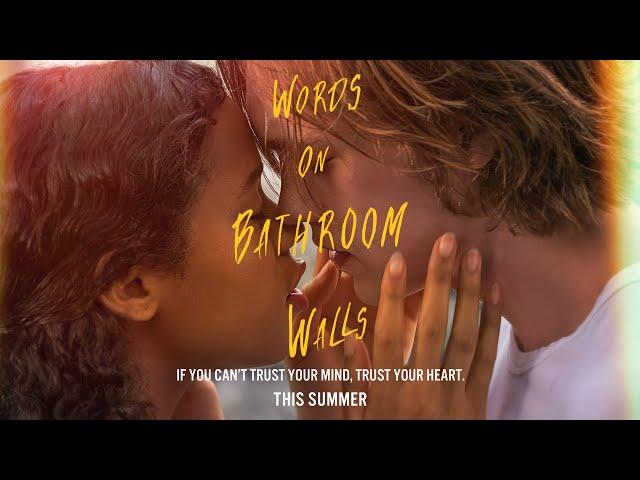 WORDS
ON
BATHROOM
WALLS
IF YOU CAN'T TRUST YOUR MIND, TRUST YOUR HEART.
THIS SUMMER